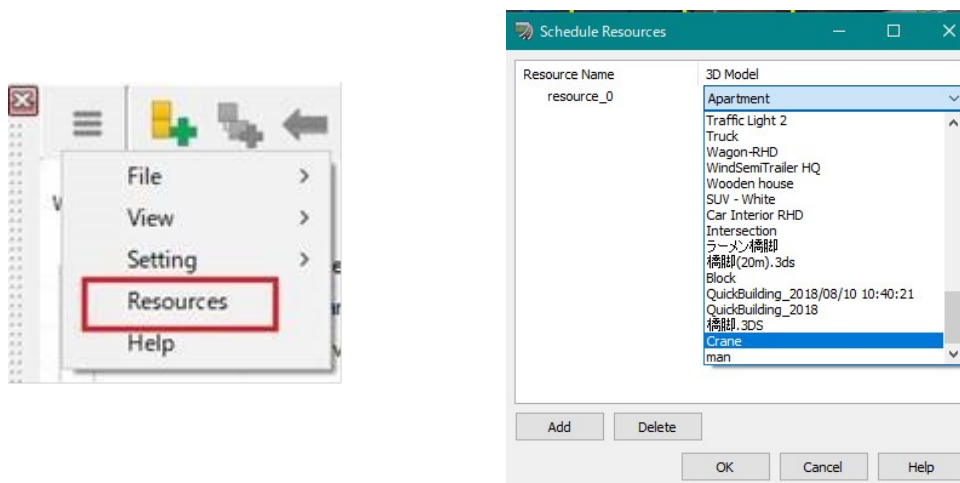 File
View
Setting
Resources
Help
Schedule Resources
Resource Name
3D Model
resource_0
Apartment
Traffic Light 2
Truck
Wagon-RHD
WindSemiTrailer HQ
Wooden house
SUV - White
Car Interior RHD
Intersection
ラーメン橋脚
橋脚(20m).3ds
Block
QuickBuilding_2018/08/10 10:40:21
QuickBuilding_2018
橋脚.3DS
Crane
man
Add
Delete
OK
Cancel
Help